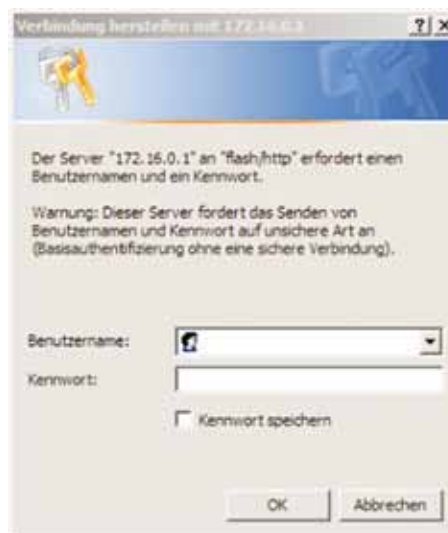 Verbindung herstellen mit 172.16.0.1
Der Server "172.16.0.1" an "flash/http" erfordert einen
Benutzernamen und ein Kennwort.
Warnung: Dieser Server fordert das Senden von
Benutzernamen und Kennwort auf unsichere Art an
(Basisauthentifizierung ohne eine sichere Verbindung).
Benutzername:
Kennwort:
Kennwort speichern
OK Abbrechen